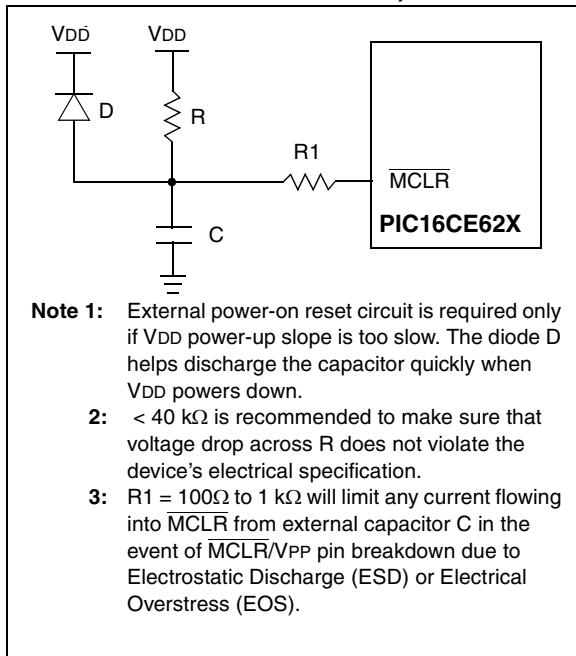 VDD VDD
D
R
R1
MCLR
PIC16CE62X
C
Note 1: External power-on reset circuit is required only
if VDD power-up slope is too slow. The diode D
helps discharge the capacitor quickly when
VDD powers down.
2: < 40 kΩ is recommended to make sure that
voltage drop across R does not violate the
device's electrical specification.
3: R1 = 100Ω to 1 kΩ will limit any current flowing
into MCLR from external capacitor C in the
event of MCLR/VPP pin breakdown due to
Electrostatic Discharge (ESD) or Electrical
Overstress (EOS).